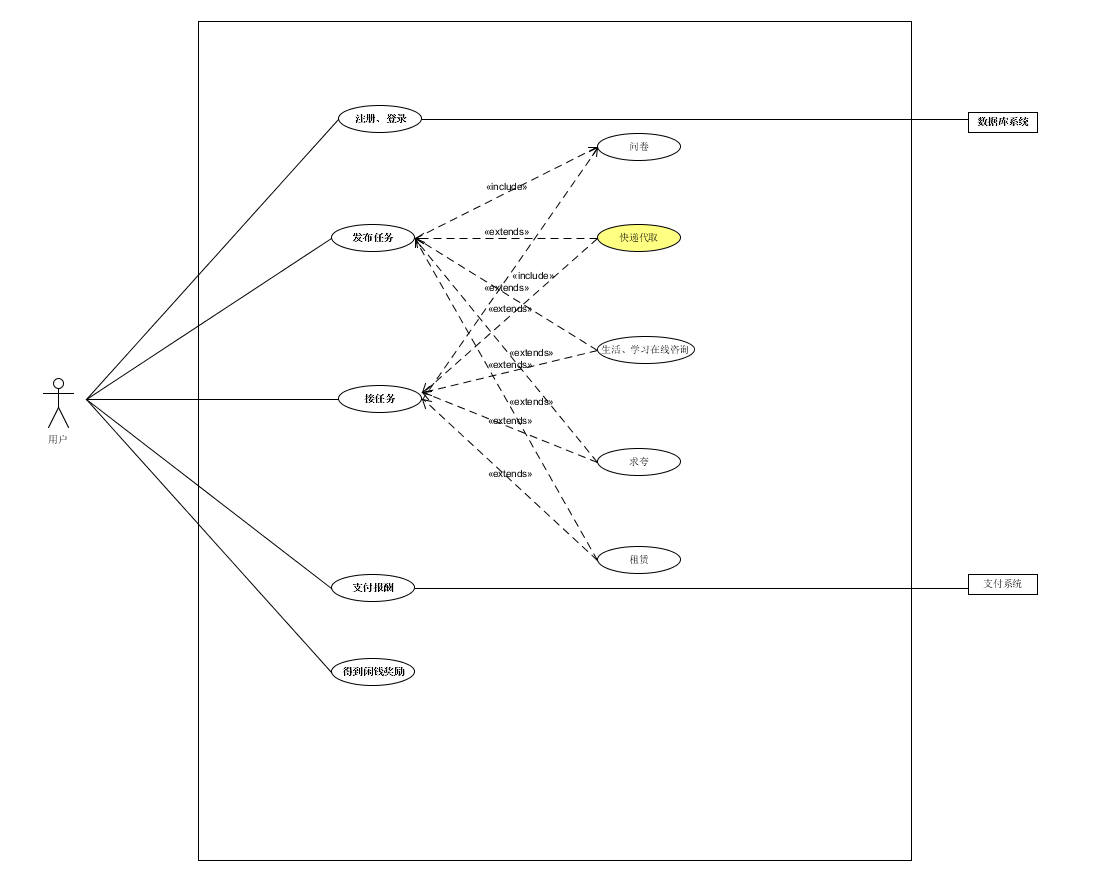 注册、登录
数据库系统
问卷
«include»
发布任务
«extends»
快递代取
«include»
«extends»
«extends»
生活、学习在线咨询
«extends»
«extends»
接任务
«extends»
«extends»
用户
求夸
«extends»
租赁
支付报酬
支付系统
得到闲钱奖励